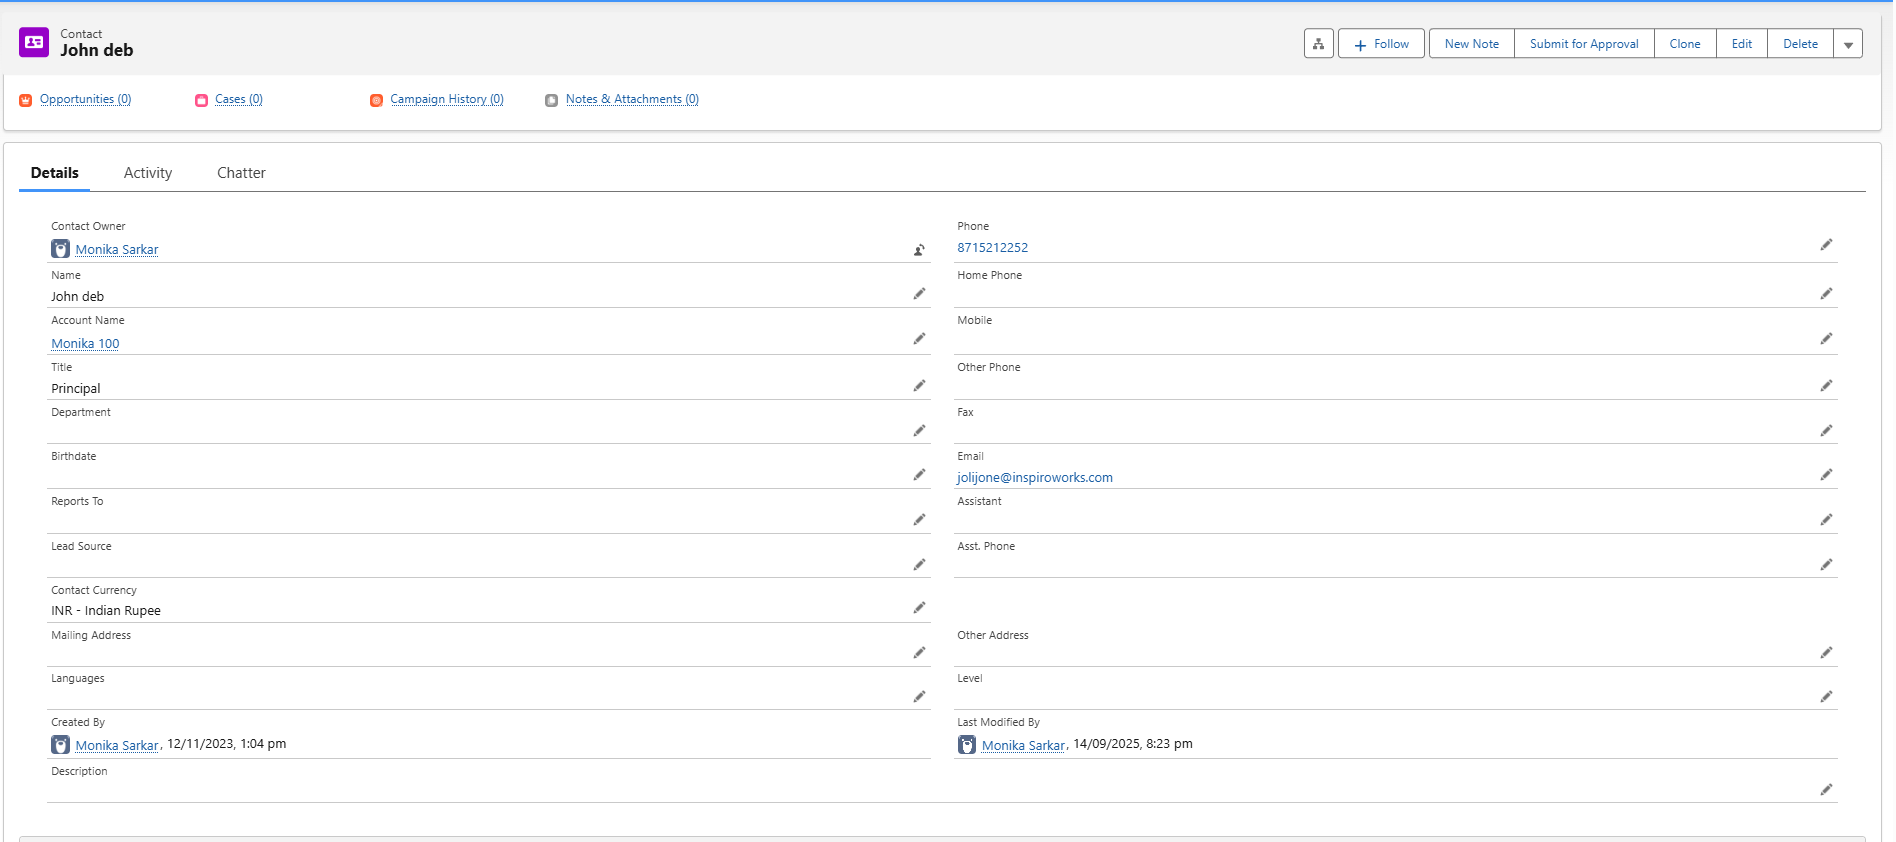 Contact
John deb
Follow
New Note
Submit for Approval
Clone
Edit
Delete
Opportunities (0)
Cases (0)
Campaign History (0)
Notes & Attachments (0)
Details
Activity
Chatter
Contact Owner
Monika Sarkar
Phone
8715212252
Name
John deb
Home Phone
Account Name
Monika 100
Mobile
Title
Principal
Other Phone
Department
Fax
Birthdate
Email
jolijone@inspiroworks.com
Reports To
Assistant
Lead Source
Asst. Phone
Contact Currency
INR - Indian Rupee
Mailing Address
Other Address
Languages
Level
Created By
Monika Sarkar, 12/11/2023, 1:04 pm
Last Modified By
Monika Sarkar, 14/09/2025, 8:23 pm
Description